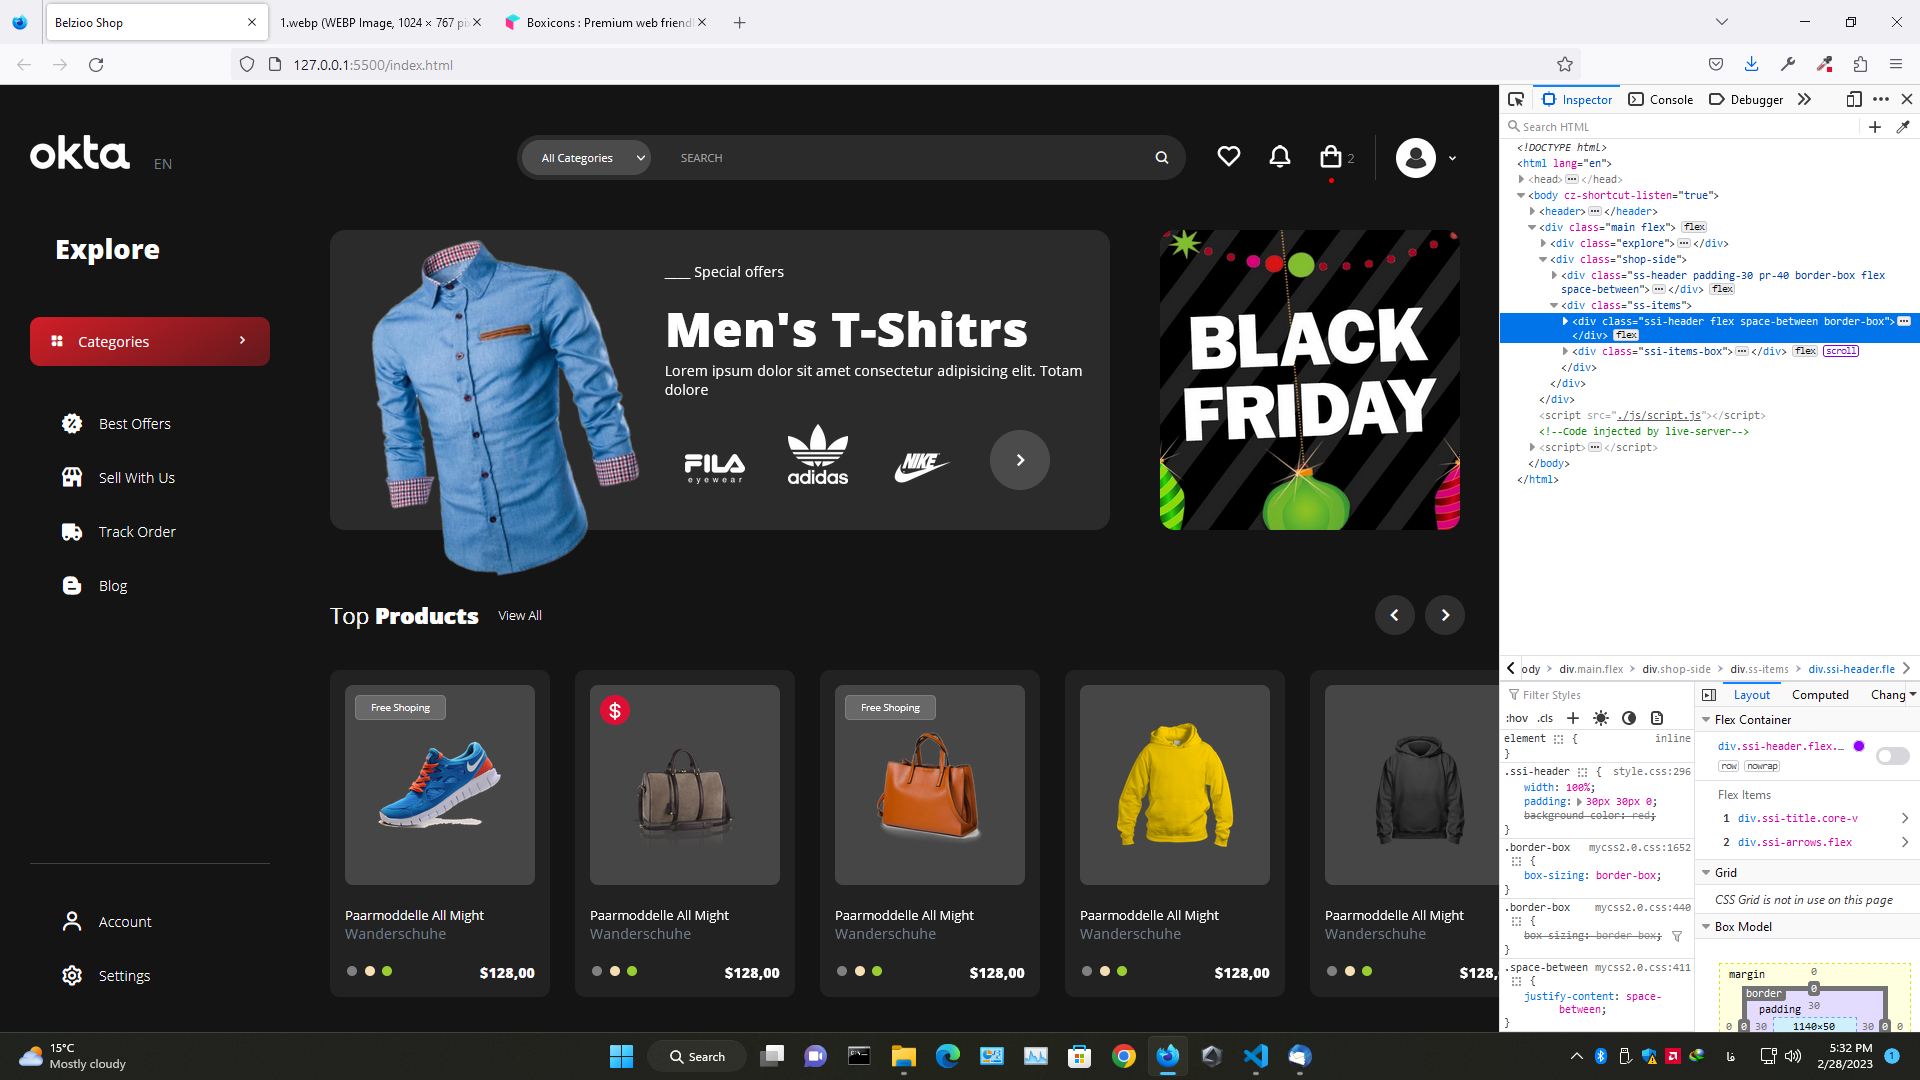 Belzioo Shop
1.webp (WEBP Image, 1024 × 767 pi
Boxicons : Premium web friend
127.0.0.1:5500/index.html
okta EN
All Categories
SEARCH
2
Explore
Categories
Best Offers
Sell With Us
Track Order
Blog
Account
Settings
____ Special offers
Men's T-Shitrs
Lorem ipsum dolor sit amet consectetur adipisicing elit. Totam
dolore
FILA
eyewear
adidas
NIKE
BLACK
FRIDAY
Top Products View All
Free Shoping
$
Free Shoping
Paarmoddelle All Might
Wanderschuhe
$128,00
Paarmoddelle All Might
Wanderschuhe
$128,00
Paarmoddelle All Might
Wanderschuhe
$128,00
Paarmoddelle All Might
Wanderschuhe
$128,00
Paarmoddelle All Might
Wanderschuhe
$128,
Inspector Console Debugger
Search HTML
<!DOCTYPE html>
<html lang="en">
<head> ••• </head>
<body cz-shortcut-listen="true">
<header> ••• </header>
<div class="main flex"> flex
<div class="explore"> ••• </div>
<div class="shop-side">
<div class="ss-header padding-30 pr-40 border-box flex
space-between"> ••• </div> flex
<div class="ss-items">
<div class="ssi-header flex space-between border-box"> •••
</div> flex
<div class="ssi-items-box"> ••• </div> flex scroll
</div>
</div>
</div>
<script src="./js/script.js"></script>
<!--Code injected by live-server-->
<script> ••• </script>
</body>
</html>
ody > div.main.flex > div.shop-side > div.ss-items > div.ssi-header.fle
Filter Styles
:hov .cls +
element { inline
}
.ssi-header { style.css:296
width: 100%;
padding: 30px 30px 0;
background-color: red;
}
.border-box mycss2.0.css:1652
{
box-sizing: border-box;
}
.border-box mycss2.0.css:440
{
box-sizing: border-box;
}
.space-between mycss2.0.css:411
{
justify-content: space-
between;
}
Layout Computed Chang
Flex Container
div.ssi-header.flex.…
row nowrap
Flex Items
1 div.ssi-title.core-v
2 div.ssi-arrows.flex
Grid
CSS Grid is not in use on this page
Box Model
margin 0
border 0
padding 30
0 0 30 1140×50 30 0 0
15°C
Mostly cloudy
Search
فا
5:32 PM
2/28/2023
1